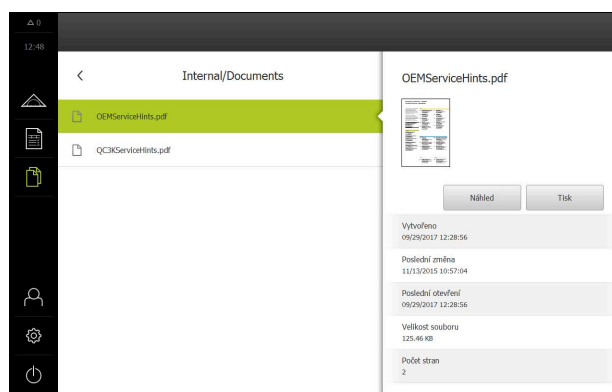 0
12:48
Internal/Documents
OEMServiceHints.pdf
QC3KServiceHints.pdf
OEMServiceHints.pdf
Náhled
Tisk
Vytvořeno
09/29/2017 12:28:56
Poslední změna
11/13/2015 10:57:04
Poslední otevření
09/29/2017 12:28:56
Velikost souboru
125.46 KB
Počet stran
2